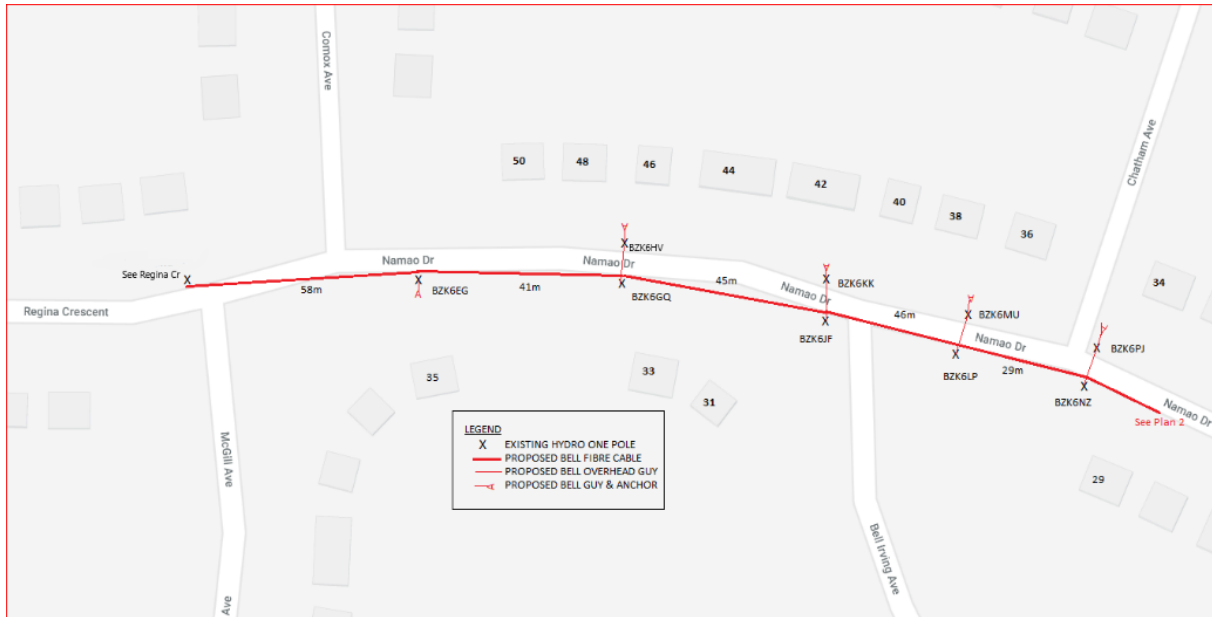 Comox Ave
Chatham Ave
50
48
46
44
42
40
38
36
34
See Regina Cr
Namao Dr
Namao Dr
BZK6HV
BZK6KK
BZK6MU
BZK6PJ
Regina Crescent
58m
BZK6EG
41m
BZK6GQ
45m
Namao Dr
BZK6JF
46m
BZK6LP
Namao Dr
29m
BZK6NZ
Namao Dr
See Plan 2
35
33
31
29
McGill Ave
Bell Irving Ave
Ave
LEGEND
X EXISTING HYDRO ONE POLE
PROPOSED BELL FIBRE CABLE
PROPOSED BELL OVERHEAD GUY
PROPOSED BELL GUY & ANCHOR